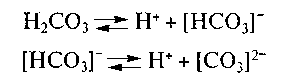 H₂CO₃ ⇌ H⁺ + [HCO₃]⁻
[HCO₃]⁻ ⇌ H⁺ + [CO₃]²⁻